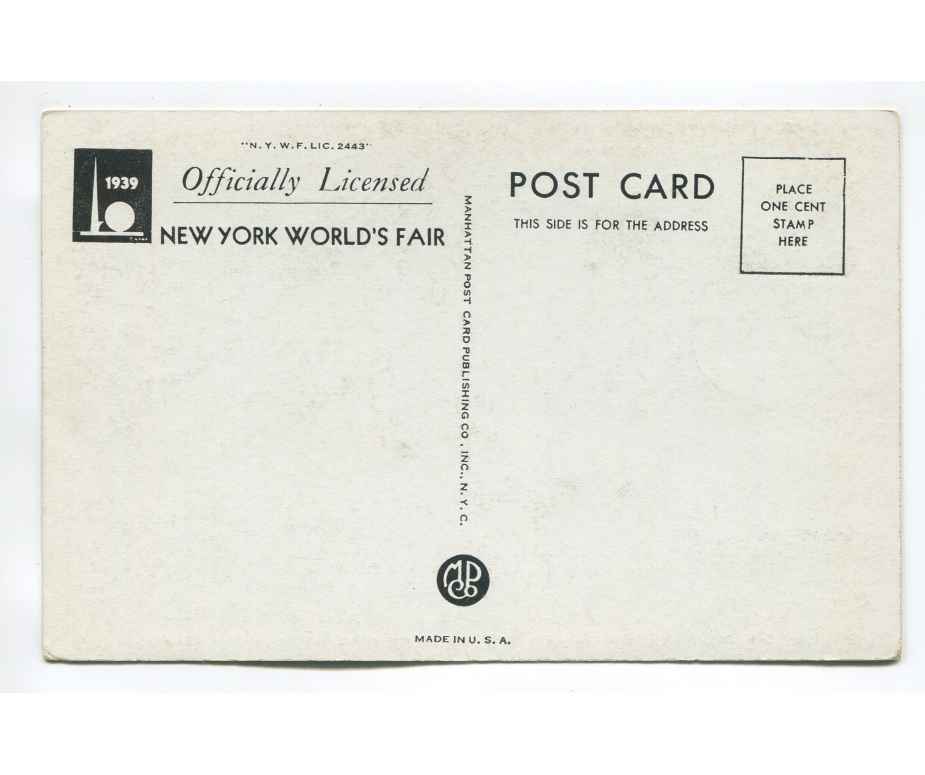 "N. Y. W. F. LIC. 2443"
1939
Officially Licensed
NEW YORK WORLD'S FAIR
MANHATTAN POST CARD PUBLISHING CO., INC., N. Y. C.
POST CARD
THIS SIDE IS FOR THE ADDRESS
PLACE
ONE CENT
STAMP
HERE
MPCo
MADE IN U. S. A.